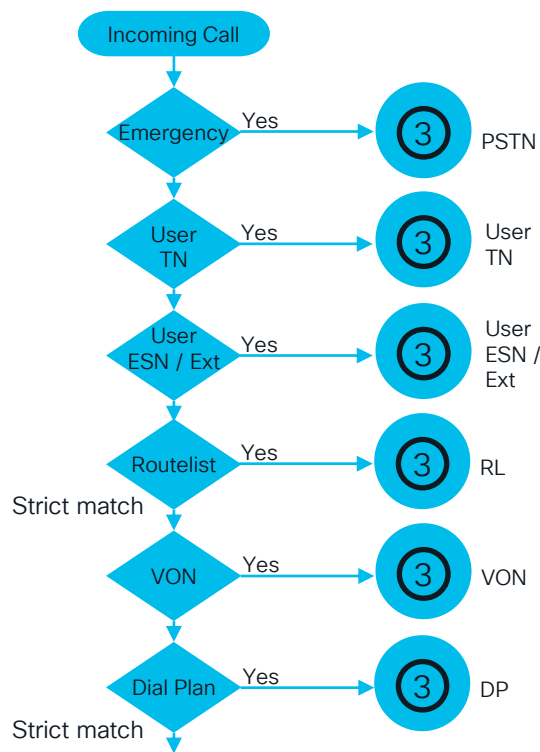 Incoming Call
Emergency
Yes
3
PSTN
User
TN
Yes
3
User
TN
User
ESN / Ext
Yes
3
User
ESN /
Ext
Routelist
Yes
3
RL
Strict match
VON
Yes
3
VON
Dial Plan
Yes
3
DP
Strict match